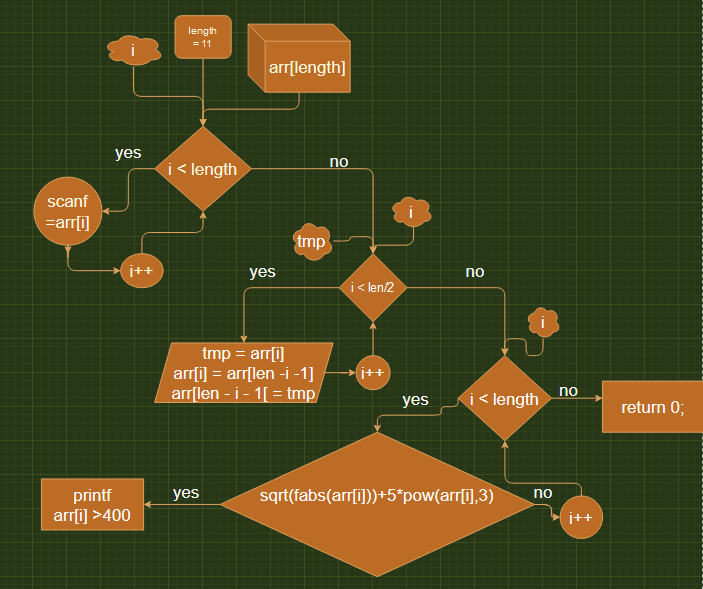 i
length
= 11
arr[length]
i < length
yes
no
scanf
=arr[i]
i++
tmp
i
i < len/2
yes
no
tmp = arr[i]
arr[i] = arr[len -i -1]
arr[len - i - 1[ = tmp
i++
i
i < length
yes
no
return 0;
sqrt(fabs(arr[i]))+5*pow(arr[i],3)
yes
no
printf
arr[i] >400
i++